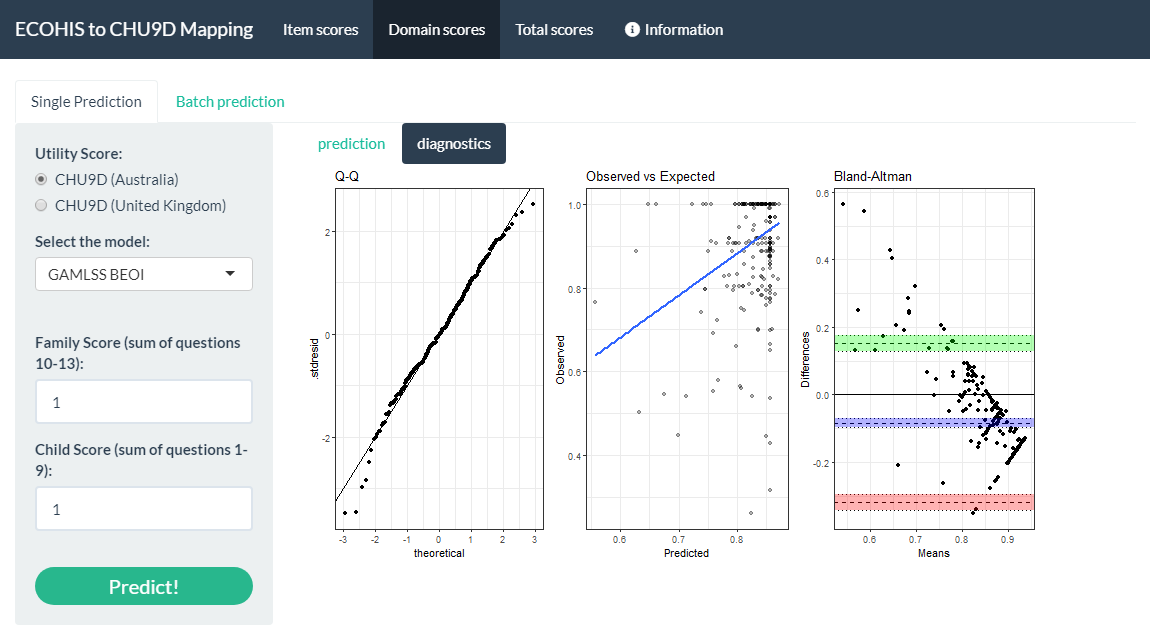 ECOHIS to CHU9D Mapping
Item scores
Domain scores
Total scores
Information
Single Prediction
Batch prediction
Utility Score:
CHU9D (Australia)
CHU9D (United Kingdom)
Select the model:
GAMLSS BEOI
Family Score (sum of questions
10-13):
1
Child Score (sum of questions 1-
9):
1
Predict!
prediction
diagnostics
Q-Q
.stdresid
2
0
-2
-3 -2 -1 0 1 2 3
theoretical
Observed vs Expected
Observed
1.0
0.8
0.6
0.4
0.6 0.7 0.8
Predicted
Bland-Altman
Differences
0.6
0.4
0.2
0.0
-0.2
0.6 0.7 0.8 0.9
Means